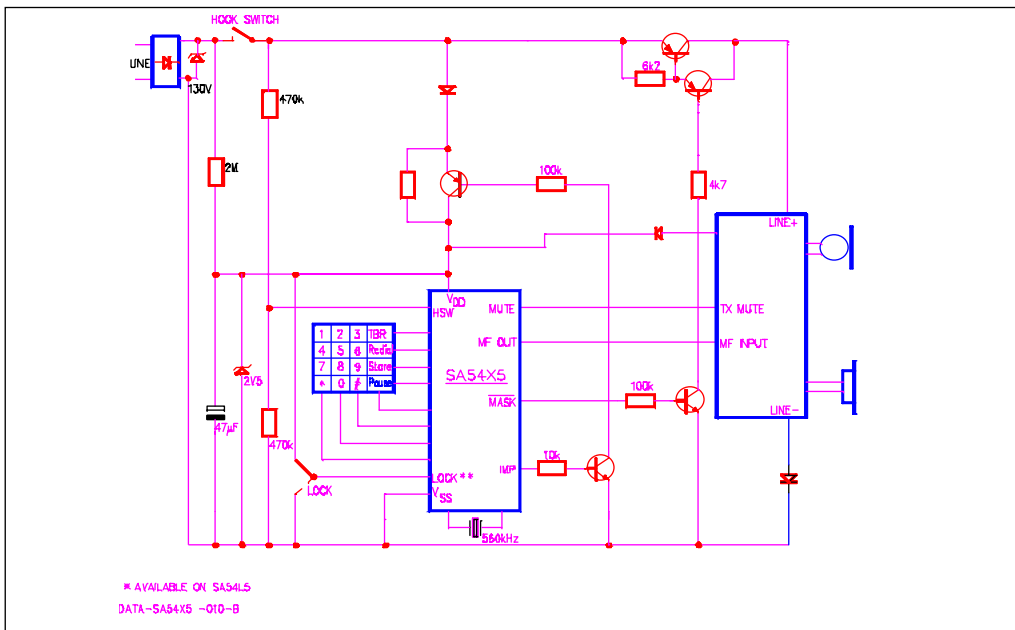 HOOK SWITCH
LINE
130V
470k
6k2
2M
100k
4k7
LINE+
VDD
HSW
MUTE
TX MUTE
1 2 3 TBR
4 5 6 Redial
7 8 9 Store
* 0 # Pause
MF OUT
MF INPUT
SA54X5
2V5
MASK
100k
47µF
470k
LINE-
10k
LOCK**
IMP
LOCK
VSS
560kHz
* AVAILABLE ON SA54L5
DATA-SA54X5 -010-B